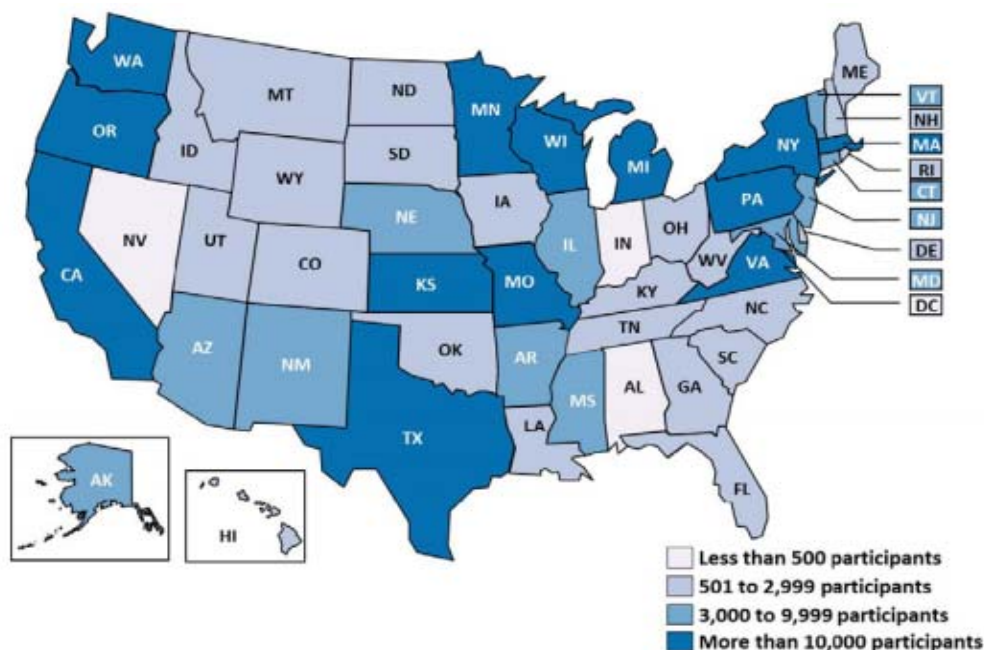 WA
MT
ND
MN
ME
VT
NH
MA
RI
CT
NJ
DE
MD
DC
OR
ID
WY
SD
WI
MI
NY
PA
NV
UT
CO
NE
IA
IL
IN
OH
WV
VA
CA
KS
MO
KY
NC
TN
AZ
NM
OK
AR
SC
MS
AL
GA
TX
LA
FL
AK
HI
Less than 500 participants
501 to 2,999 participants
3,000 to 9,999 participants
More than 10,000 participants